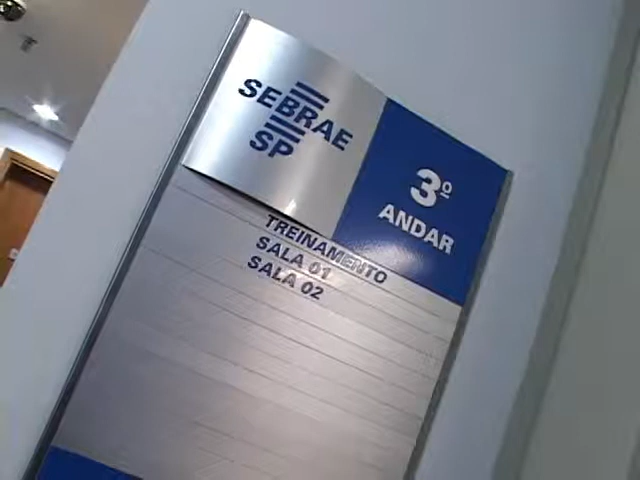 SEBRAE
SP
3º
ANDAR
TREINAMENTO
SALA 01
SALA 02